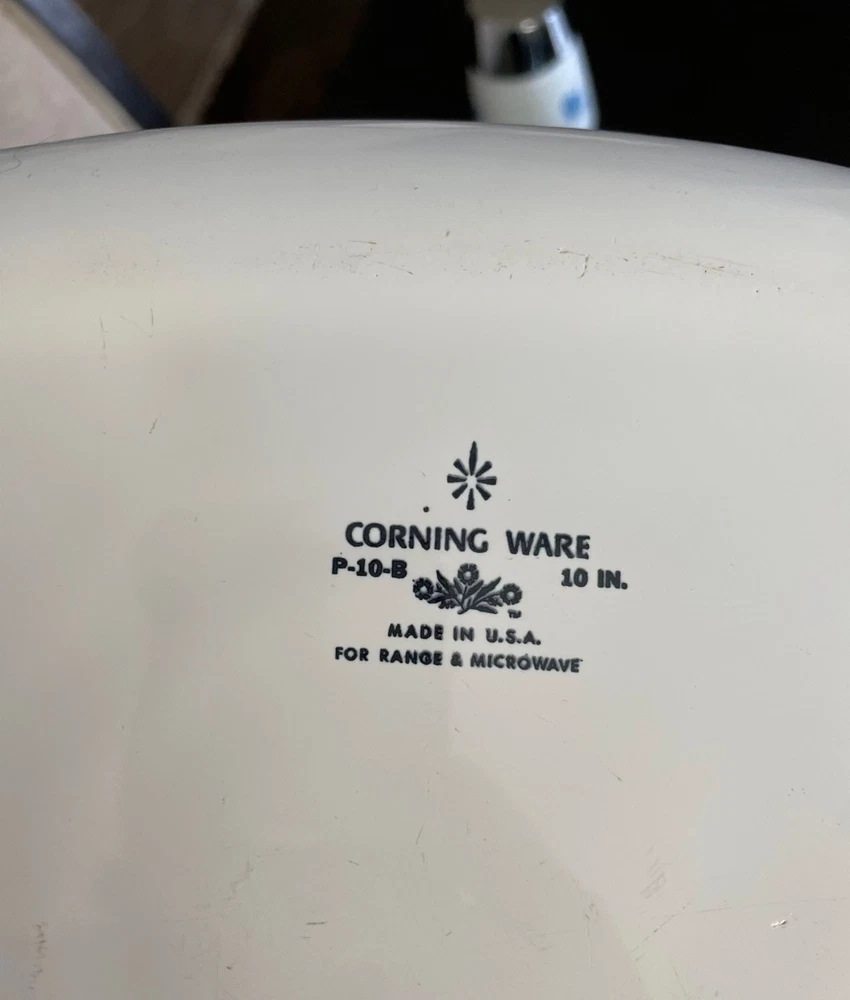 CORNING WARE
P-10-B 10 IN.
TM
MADE IN U.S.A.
FOR RANGE & MICROWAVE